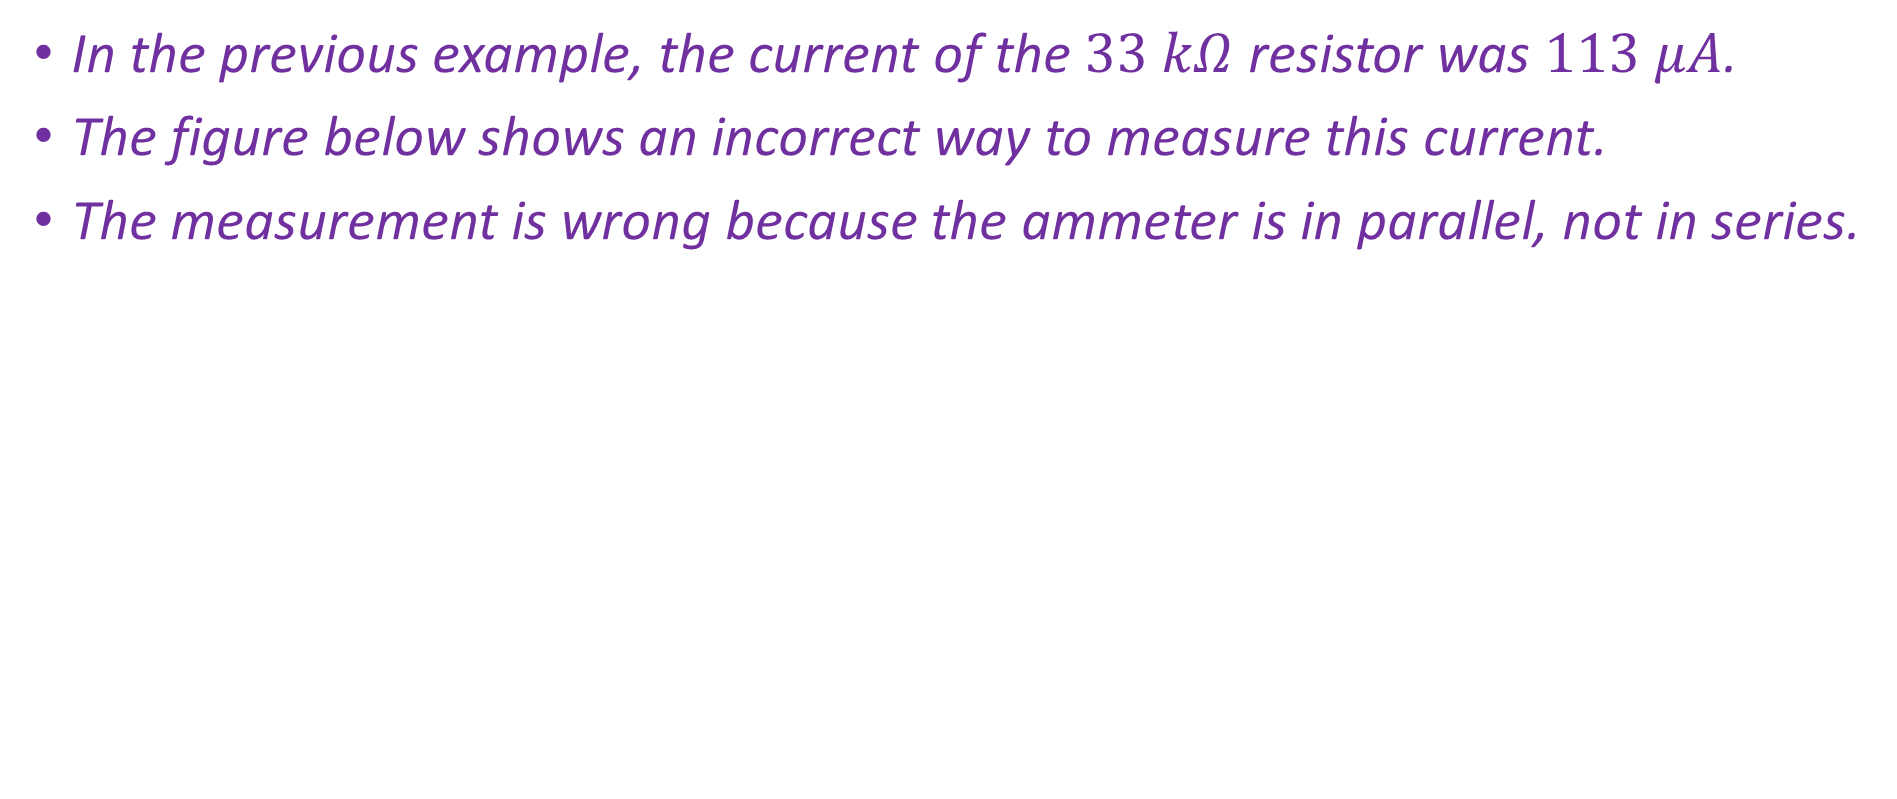 • In the previous example, the current of the 33 kΩ resistor was 113 μA.
• The figure below shows an incorrect way to measure this current.
• The measurement is wrong because the ammeter is in parallel, not in series.